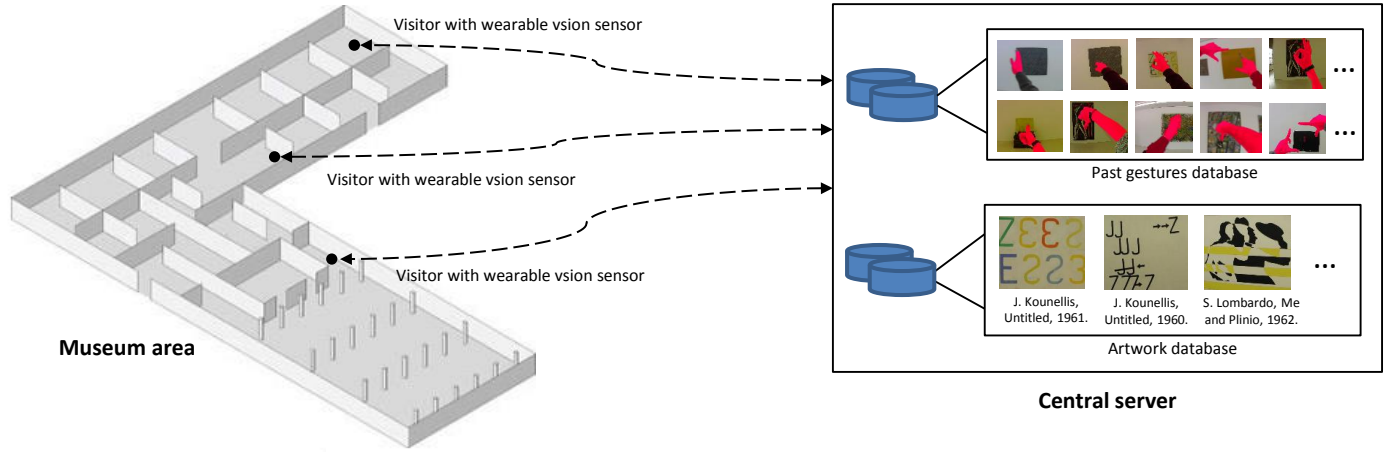 Visitor with wearable vsion sensor
Visitor with wearable vsion sensor
Visitor with wearable vsion sensor
Museum area
...
...
Past gestures database
...
J. Kounellis,
Untitled, 1961.
J. Kounellis,
Untitled, 1960.
S. Lombardo, Me
and Plinio, 1962.
Artwork database
Central server